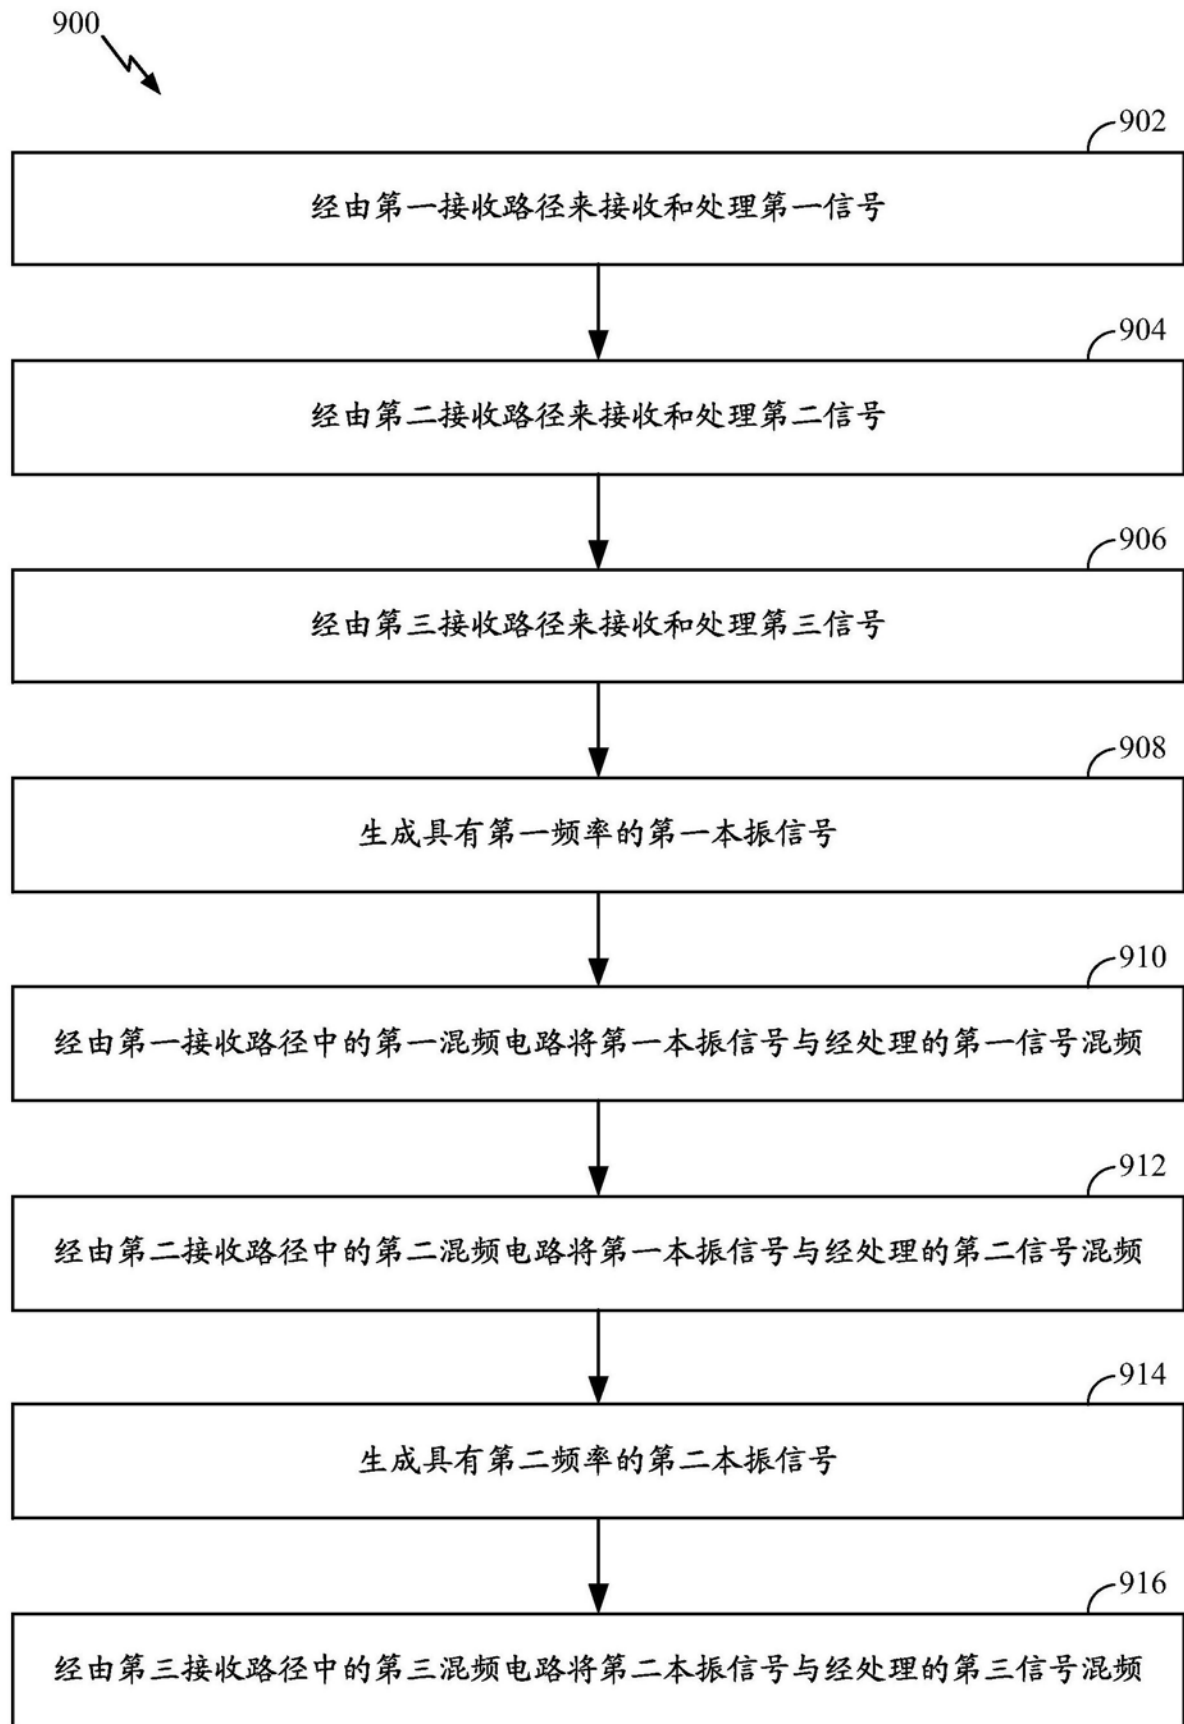 900
902
经由第一接收路径来接收和处理第一信号
904
经由第二接收路径来接收和处理第二信号
906
经由第三接收路径来接收和处理第三信号
908
生成具有第一频率的第一本振信号
910
经由第一接收路径中的第一混频电路将第一本振信号与经处理的第一信号混频
912
经由第二接收路径中的第二混频电路将第一本振信号与经处理的第二信号混频
914
生成具有第二频率的第二本振信号
916
经由第三接收路径中的第三混频电路将第二本振信号与经处理的第三信号混频